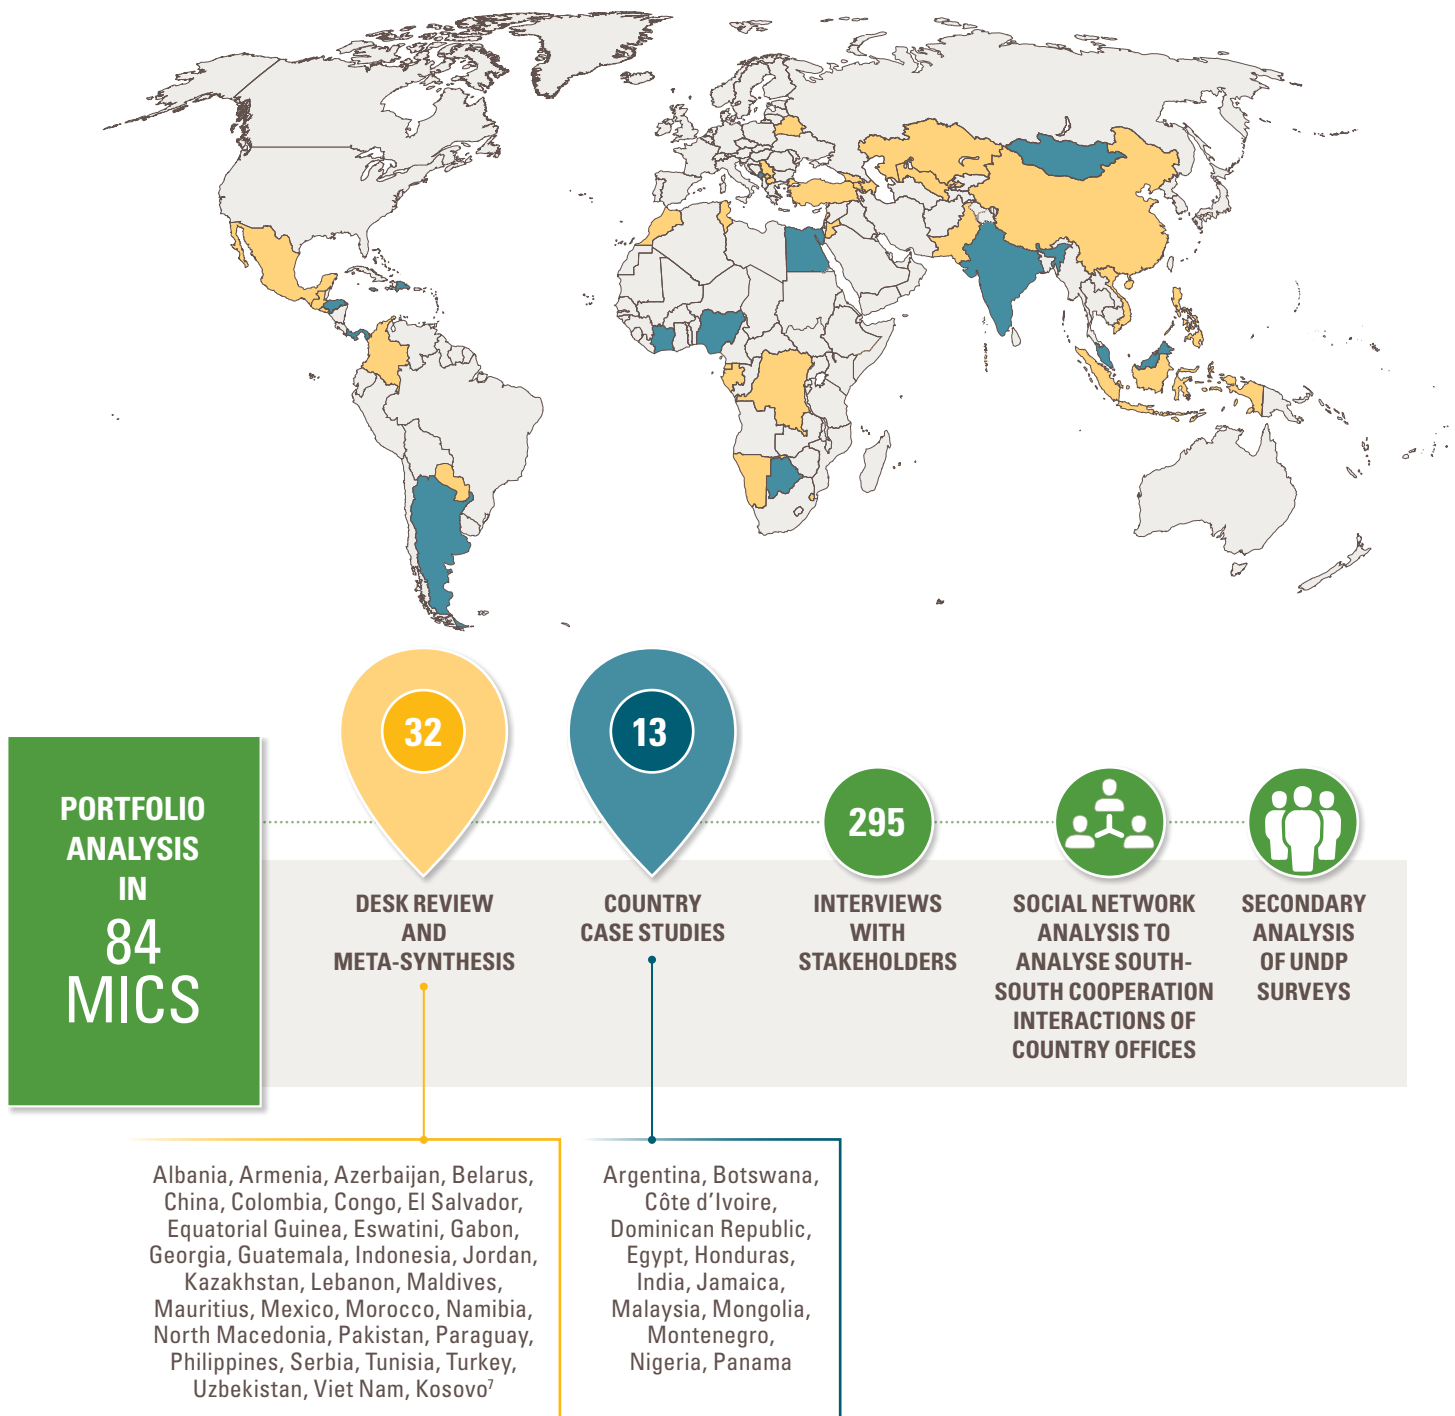 PORTFOLIO
ANALYSIS
IN
84
MICS
32
DESK REVIEW
AND
META-SYNTHESIS
13
COUNTRY
CASE STUDIES
295
INTERVIEWS
WITH
STAKEHOLDERS
SOCIAL NETWORK
ANALYSIS TO
ANALYSE SOUTH-
SOUTH COOPERATION
INTERACTIONS OF
COUNTRY OFFICES
SECONDARY
ANALYSIS
OF UNDP
SURVEYS
Albania, Armenia, Azerbaijan, Belarus,
China, Colombia, Congo, El Salvador,
Equatorial Guinea, Eswatini, Gabon,
Georgia, Guatemala, Indonesia, Jordan,
Kazakhstan, Lebanon, Maldives,
Mauritius, Mexico, Morocco, Namibia,
North Macedonia, Pakistan, Paraguay,
Philippines, Serbia, Tunisia, Turkey,
Uzbekistan, Viet Nam, Kosovo⁷
Argentina, Botswana,
Côte d’Ivoire,
Dominican Republic,
Egypt, Honduras,
India, Jamaica,
Malaysia, Mongolia,
Montenegro,
Nigeria, Panama